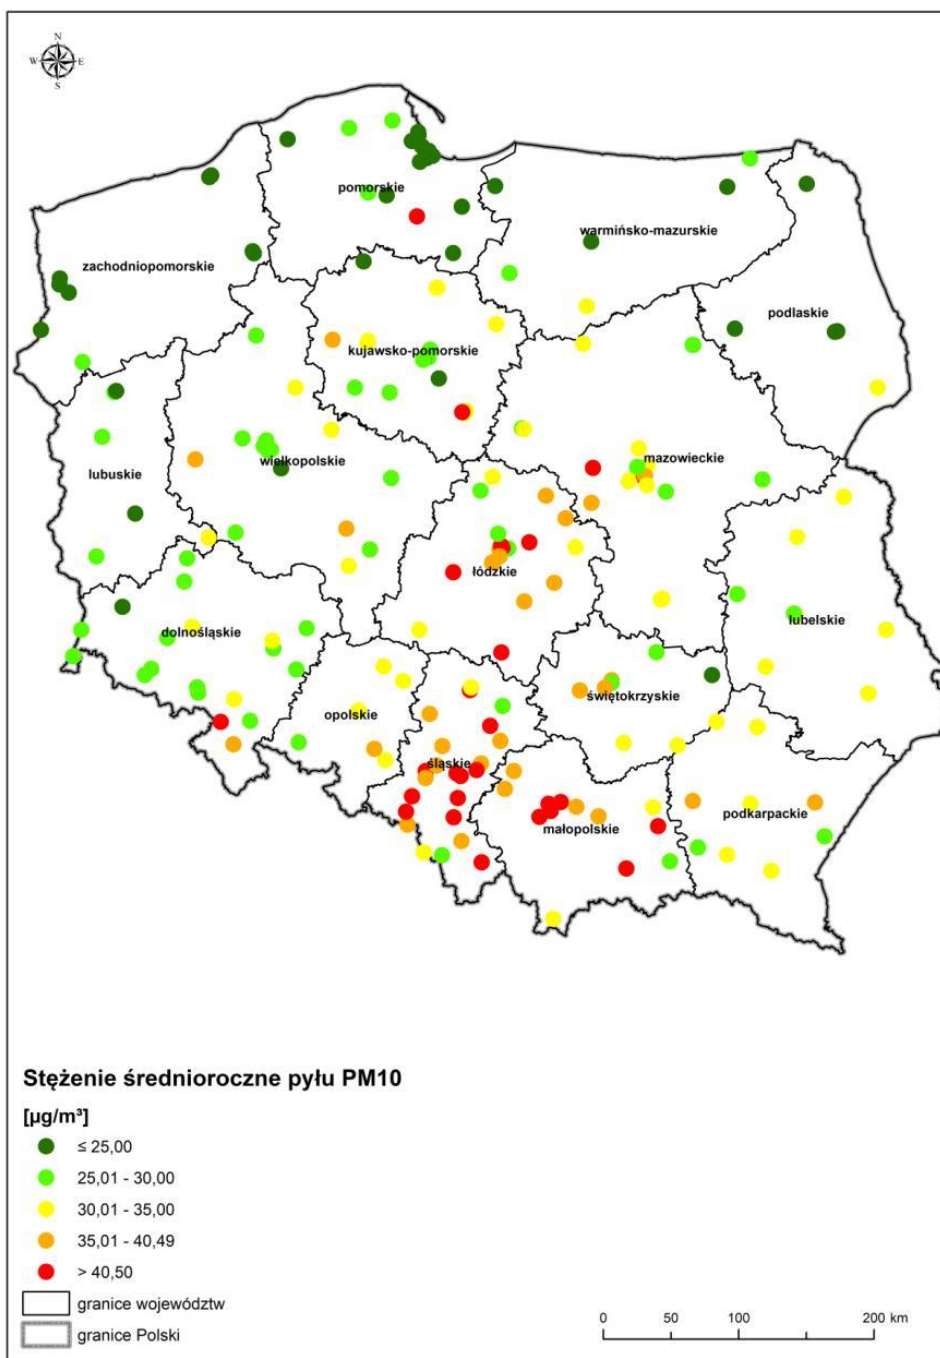 N
W E
S
pomorskie
warmińsko-mazurskie
zachodniopomorskie
podlaskie
kujawsko-pomorskie
mazowieckie
wielkopolskie
lubuskie
łódzkie
lubelskie
dolnośląskie
świętokrzyskie
opolskie
śląskie
podkarpackie
małopolskie
Stężenie średnioroczne pyłu PM10
[µg/m³]
≤ 25,00
25,01 - 30,00
30,01 - 35,00
35,01 - 40,49
> 40,50
granice województw
granice Polski
0 50 100 200 km